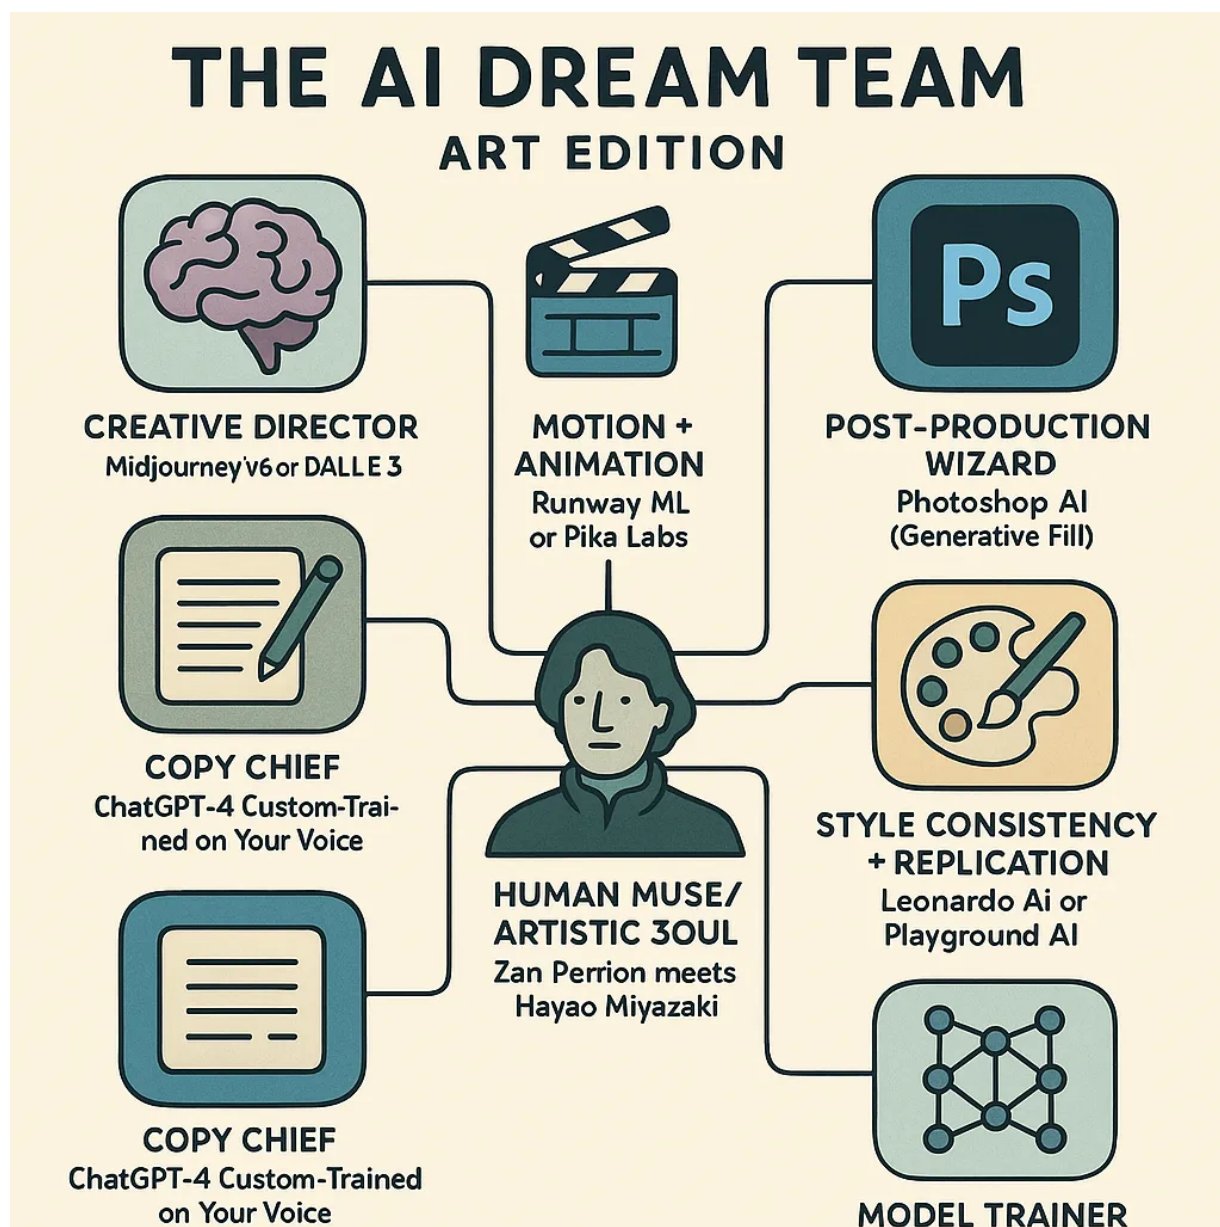 THE AI DREAM TEAM
ART EDITION
CREATIVE DIRECTOR
Midjourney v6 or DALLE 3
MOTION +
ANIMATION
Runway ML
or Pika Labs
Ps
POST-PRODUCTION
WIZARD
Photoshop AI
(Generative Fill)
COPY CHIEF
ChatGPT-4 Custom-Trai-
ned on Your Voice
HUMAN MUSE/
ARTISTIC 3OUL
Zan Perrion meets
Hayao Miyazaki
STYLE CONSISTENCY
+ REPLICATION
Leonardo Ai or
Playground AI
COPY CHIEF
ChatGPT-4 Custom-Trained
on Your Voice
MODEL TRAINER